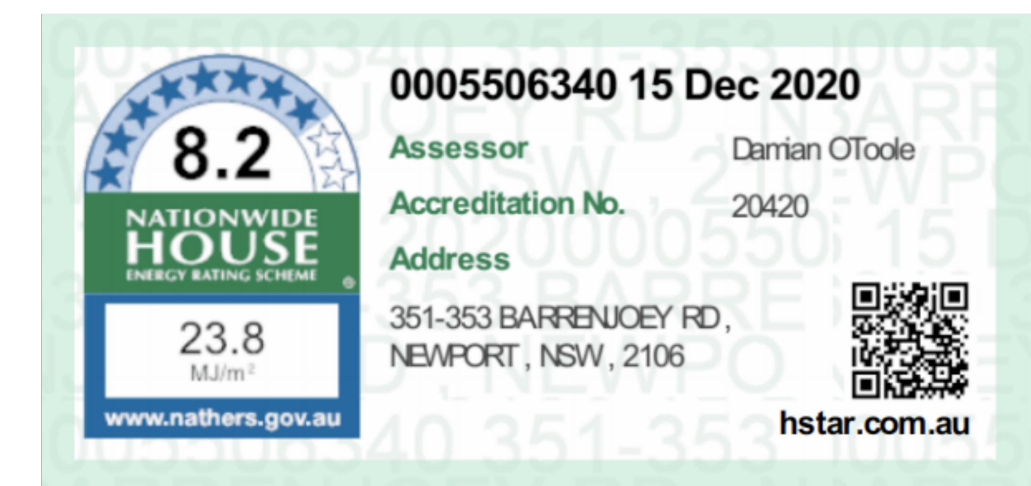 8.2
NATIONWIDE
HOUSE
ENERGY RATING SCHEME
®
23.8
MJ/m²
www.nathers.gov.au
0005506340 15 Dec 2020
Assessor Damian OToole
Accreditation No. 20420
Address
351-353 BARRENJOEY RD ,
NEWPORT , NSW , 2106
hstar.com.au